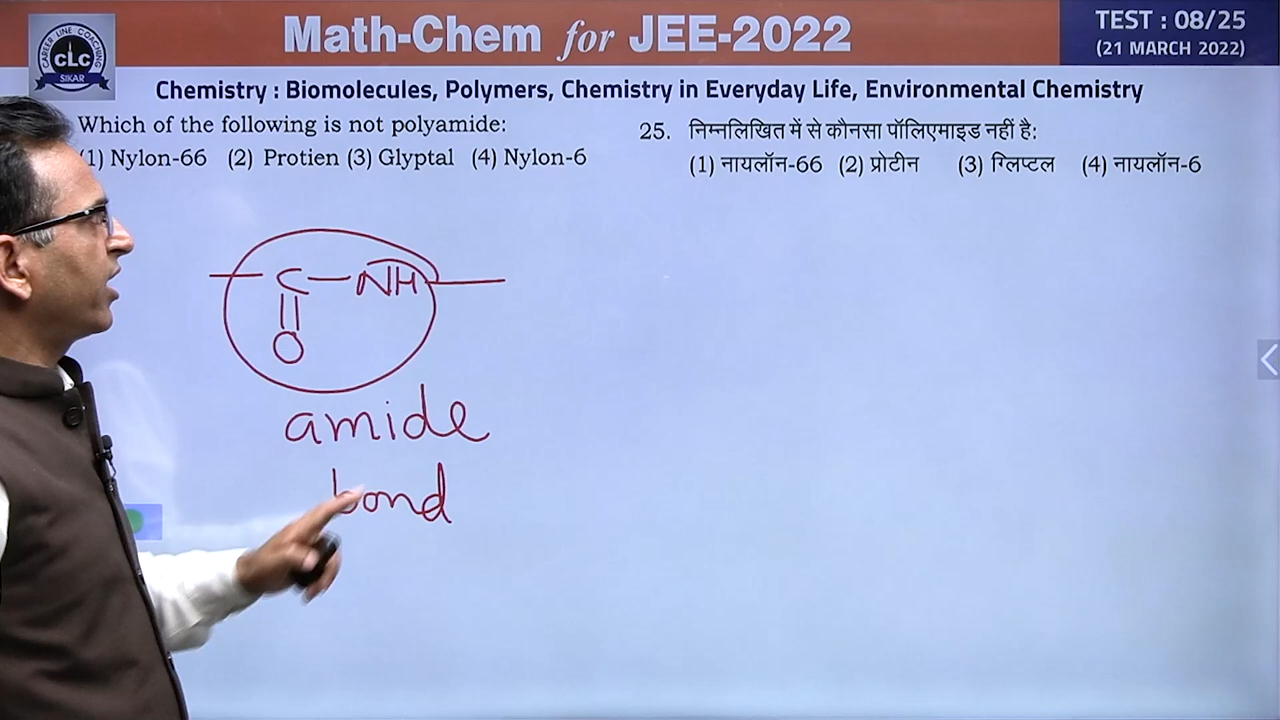 Math-Chem for JEE-2022
TEST : 08/25
(21 MARCH 2022)
CAREER LINE COACHING
CLC
SIKAR
Chemistry : Biomolecules, Polymers, Chemistry in Everyday Life, Environmental Chemistry
Which of the following is not polyamide:
(1) Nylon-66 (2) Protien (3) Glyptal (4) Nylon-6
25. निम्नलिखित में से कौनसा पॉलिएमाइड नहीं है:
(1) नायलॉन-66 (2) प्रोटीन (3) ग्लिप्टल (4) नायलॉन-6
C — NH
O
amide
bond